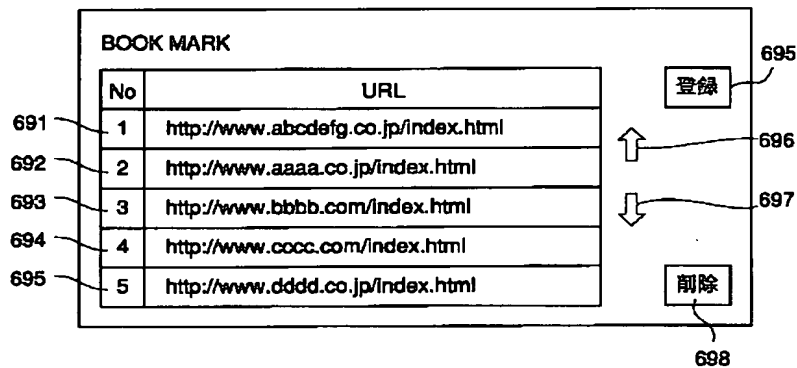 BOOK MARK
695
No URL 登録
691 1 http://www.abcdefg.co.jp/index.html
696
692 2 http://www.aaaa.co.jp/index.html
693 3 http://www.bbbb.com/index.html 697
694 4 http://www.cccc.com/index.html
695 5 http://www.dddd.co.jp/index.html 削除
698